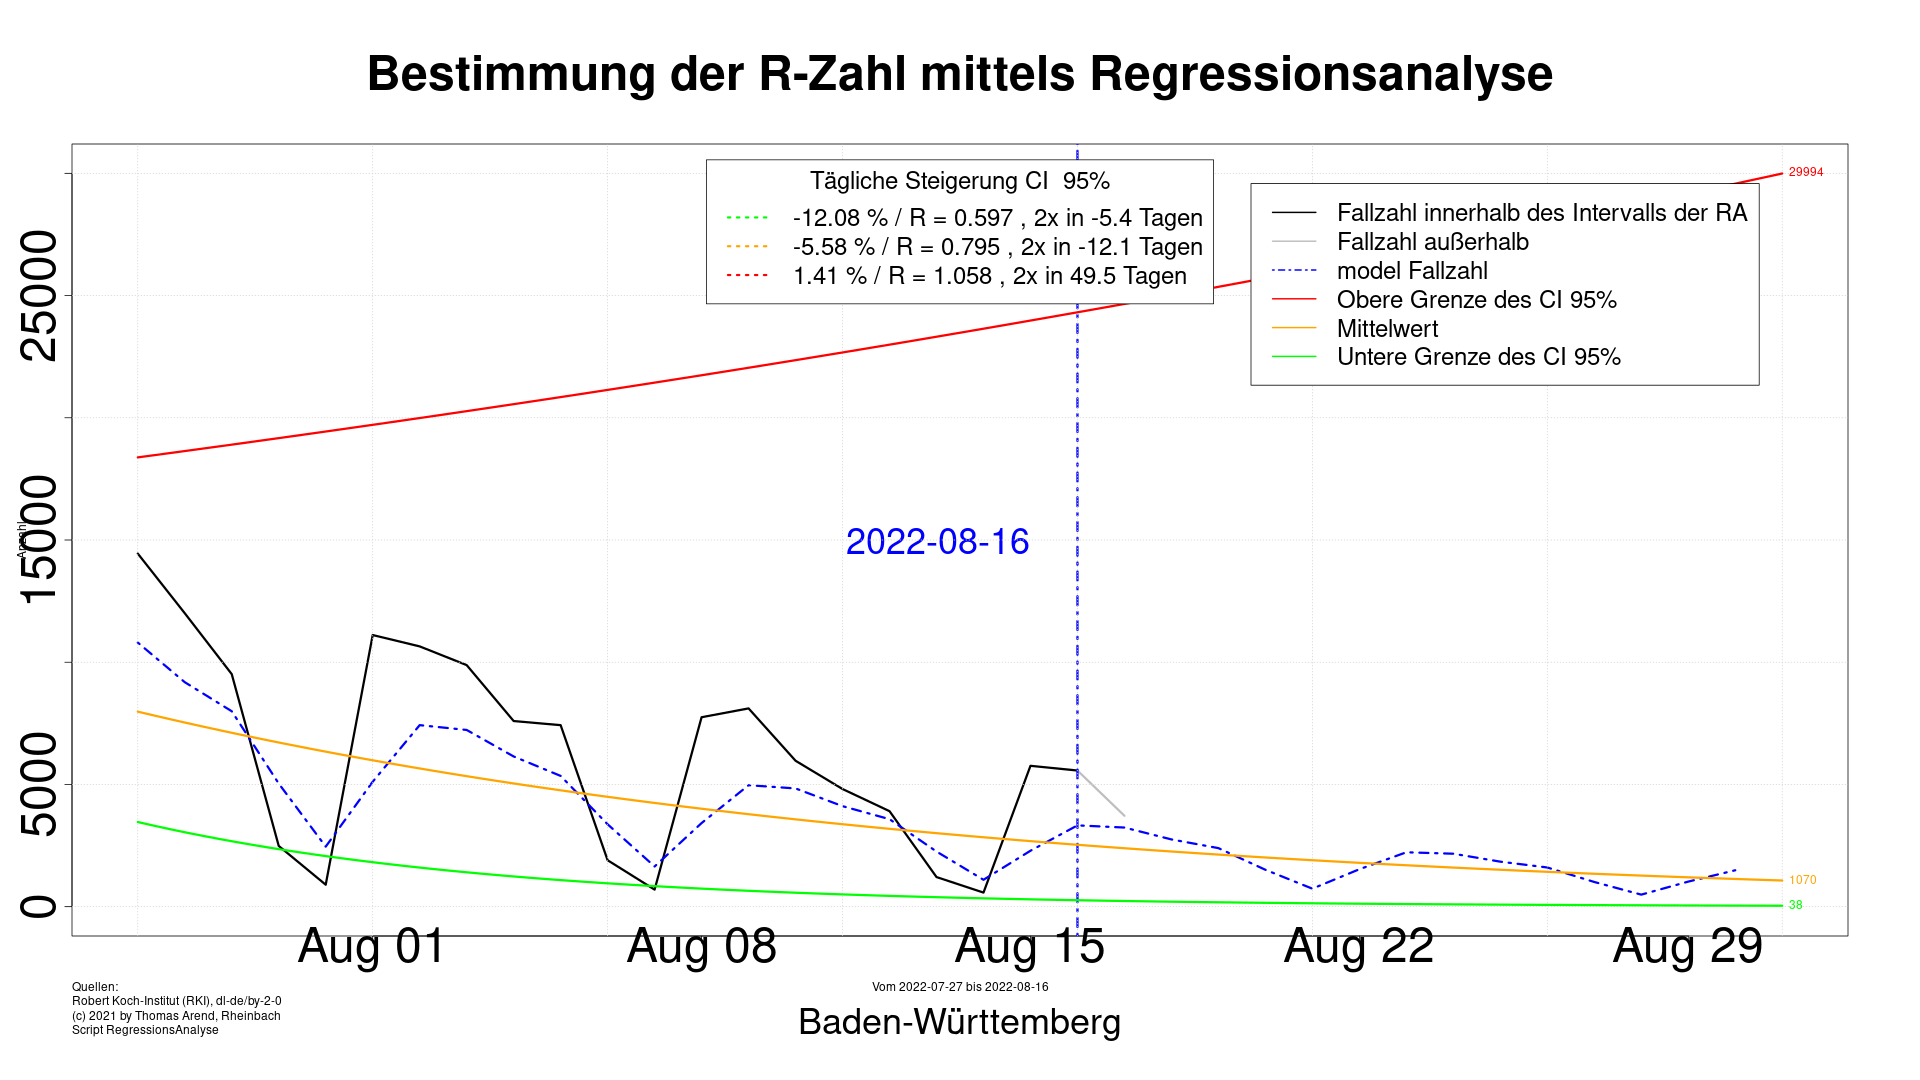 Bestimmung der R-Zahl mittels Regressionsanalyse
Tägliche Steigerung CI 95%
-12.08 % / R = 0.597 , 2x in -5.4 Tagen
-5.58 % / R = 0.795 , 2x in -12.1 Tagen
1.41 % / R = 1.058 , 2x in 49.5 Tagen
29994
Fallzahl innerhalb des Intervalls der RA
Fallzahl außerhalb
model Fallzahl
Obere Grenze des CI 95%
Mittelwert
Untere Grenze des CI 95%
25000
15000
5000
0
Anzahl
2022-08-16
1070
38
Aug 01
Aug 08
Aug 15
Aug 22
Aug 29
Quellen:
Robert Koch-Institut (RKI), dl-de/by-2-0
(c) 2021 by Thomas Arend, Rheinbach
Script RegressionsAnalyse
Vom 2022-07-27 bis 2022-08-16
Baden-Württemberg